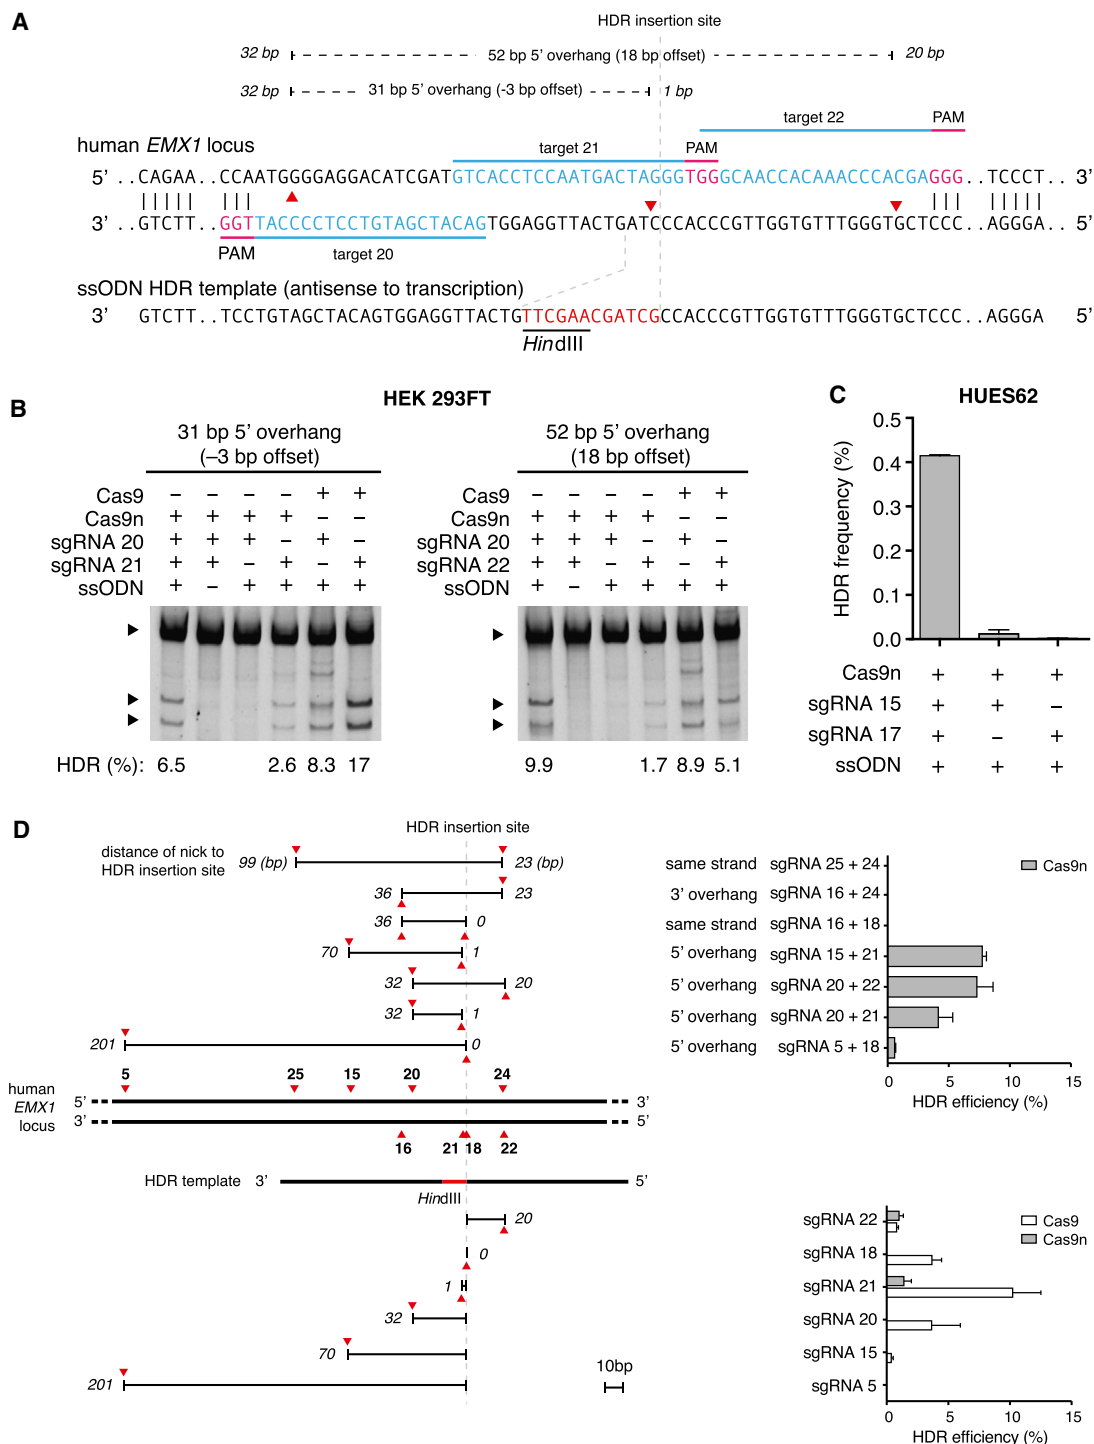 A
HDR insertion site
32 bp 52 bp 5' overhang (18 bp offset) 20 bp
32 bp 31 bp 5' overhang (-3 bp offset) 1 bp
target 22 PAM
human EMX1 locus target 21 PAM
5' ..CAGAA..CCAATGGGGAGGACATCGATGTCACCTCCAATGACTAGGGTGGGCAACCACAAACCCACGAGGG..TCCCT.. 3'
3' ..GTCTT..GGTTACCCCTCCTGTAGCTACAGTGGAGGTTACTGATCCCACCCGTTGGTGTTTGGGTGCTCCC..AGGGA.. 5'
PAM target 20
ssODN HDR template (antisense to transcription)
3' GTCTT..TCCTGTAGCTACAGTGGAGGTTACTGTTCGAACGATCGCCACCCGTTGGTGTTTGGGTGCTCCC..AGGGA 5'
HindIII
B
HEK 293FT
31 bp 5' overhang
(–3 bp offset)
Cas9 – – – – + +
Cas9n + + + + – –
sgRNA 20 + + + – + –
sgRNA 21 + + – + – +
ssODN + – + + + +
HDR (%): 6.5 2.6 8.3 17
52 bp 5' overhang
(18 bp offset)
Cas9 – – – – + +
Cas9n + + + + – –
sgRNA 20 + + + – + –
sgRNA 22 + + – + – +
ssODN + – + + + +
9.9 1.7 8.9 5.1
C
HUES62
HDR frequency (%)
0.5
0.4
0.3
0.2
0.1
0.0
Cas9n + + +
sgRNA 15 + + –
sgRNA 17 + – +
ssODN + + +
D
HDR insertion site
distance of nick to
HDR insertion site
99 (bp) 23 (bp)
36 23
36 0
70 1
32 20
32 1
201 0
5 25 15 20 24
human
EMX1
locus
5' 3'
3' 5'
16 21 18 22
HDR template 3' 5'
HindIII
20
0
1
32
70
201
10bp
same strand sgRNA 25 + 24
3' overhang sgRNA 16 + 24
same strand sgRNA 16 + 18
5' overhang sgRNA 15 + 21
5' overhang sgRNA 20 + 22
5' overhang sgRNA 20 + 21
5' overhang sgRNA 5 + 18
Cas9n
0 5 10 15
HDR efficiency (%)
sgRNA 22
sgRNA 18
sgRNA 21
sgRNA 20
sgRNA 15
sgRNA 5
Cas9
Cas9n
0 5 10 15
HDR efficiency (%)